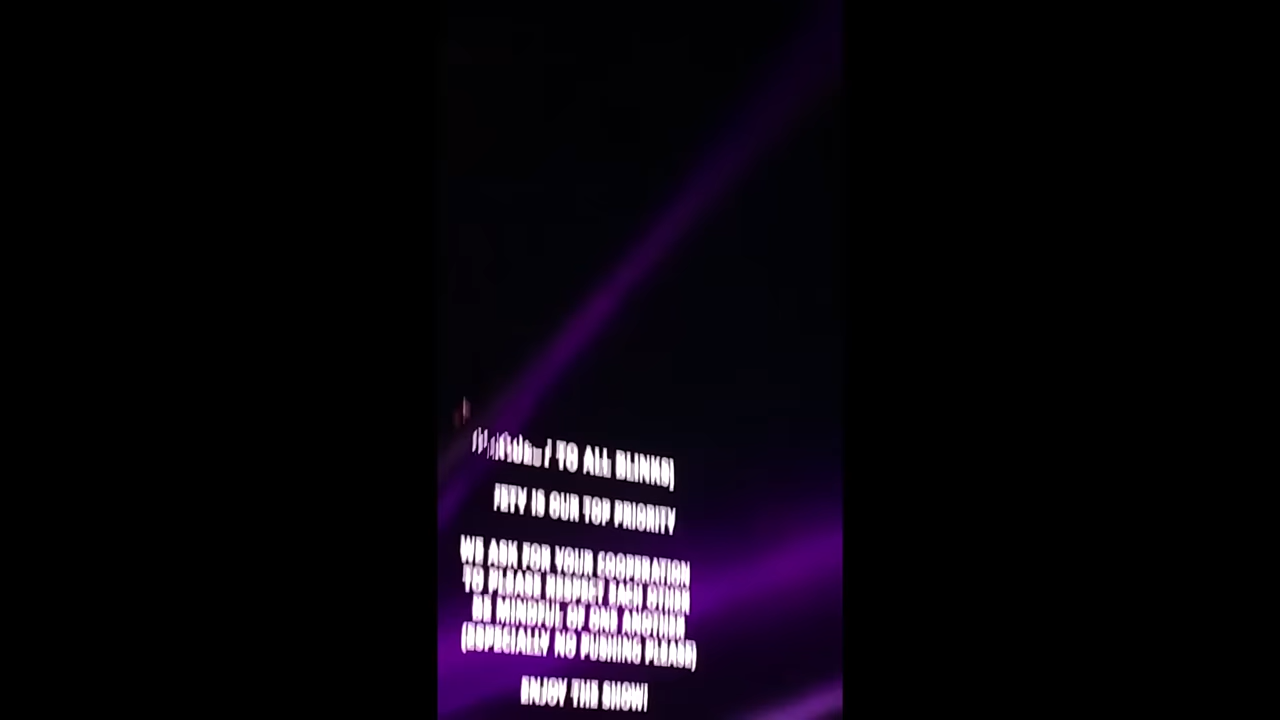 TO ALL BLINKS)
FETY IS OUR TOP PRIORITY
WE ASK FOR YOUR COOPERATION
TO PLEASE RESPECT EACH OTHER
BE MINDFUL OF ONE ANOTHER
(ESPECIALLY NO PUSHING PLEASE)
ENJOY THE SHOW!